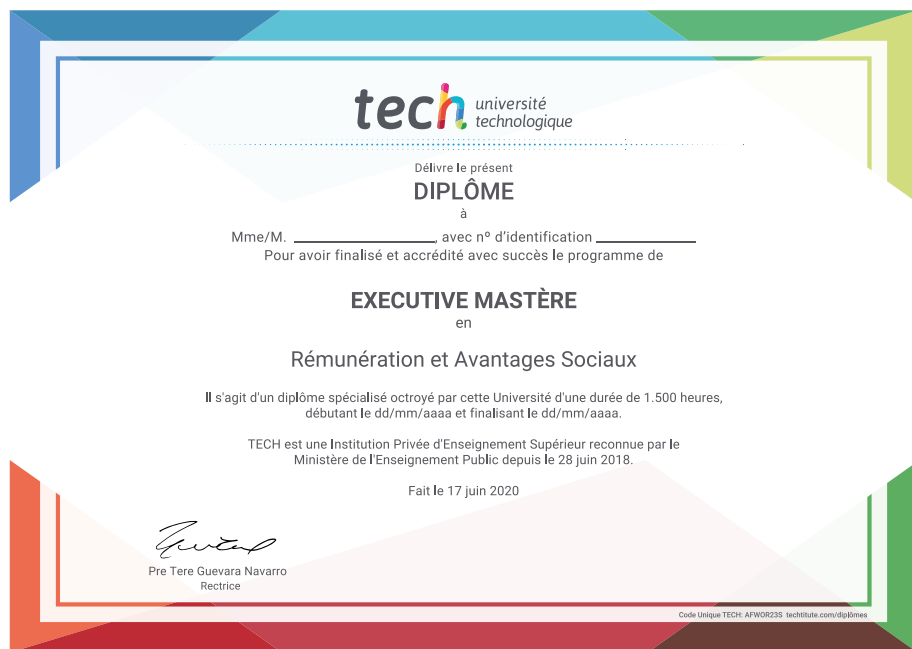 tech université
technologique
Délivre le présent
DIPLÔME
à
Mme/M. ____________, avec nº d'identification ____________
Pour avoir finalisé et accrédité avec succès le programme de
EXECUTIVE MASTÈRE
en
Rémunération et Avantages Sociaux
Il s'agit d'un diplôme spécialisé octroyé par cette Université d'une durée de 1.500 heures,
débutant le dd/mm/aaaa et finalisant le dd/mm/aaaa.
TECH est une Institution Privée d'Enseignement Supérieur reconnue par le
Ministère de l'Enseignement Public depuis le 28 juin 2018.
Fait le 17 juin 2020
Pre Tere Guevara Navarro
Rectrice
Code Unique TECH: AFWOR23S techtitute.com/diplômes